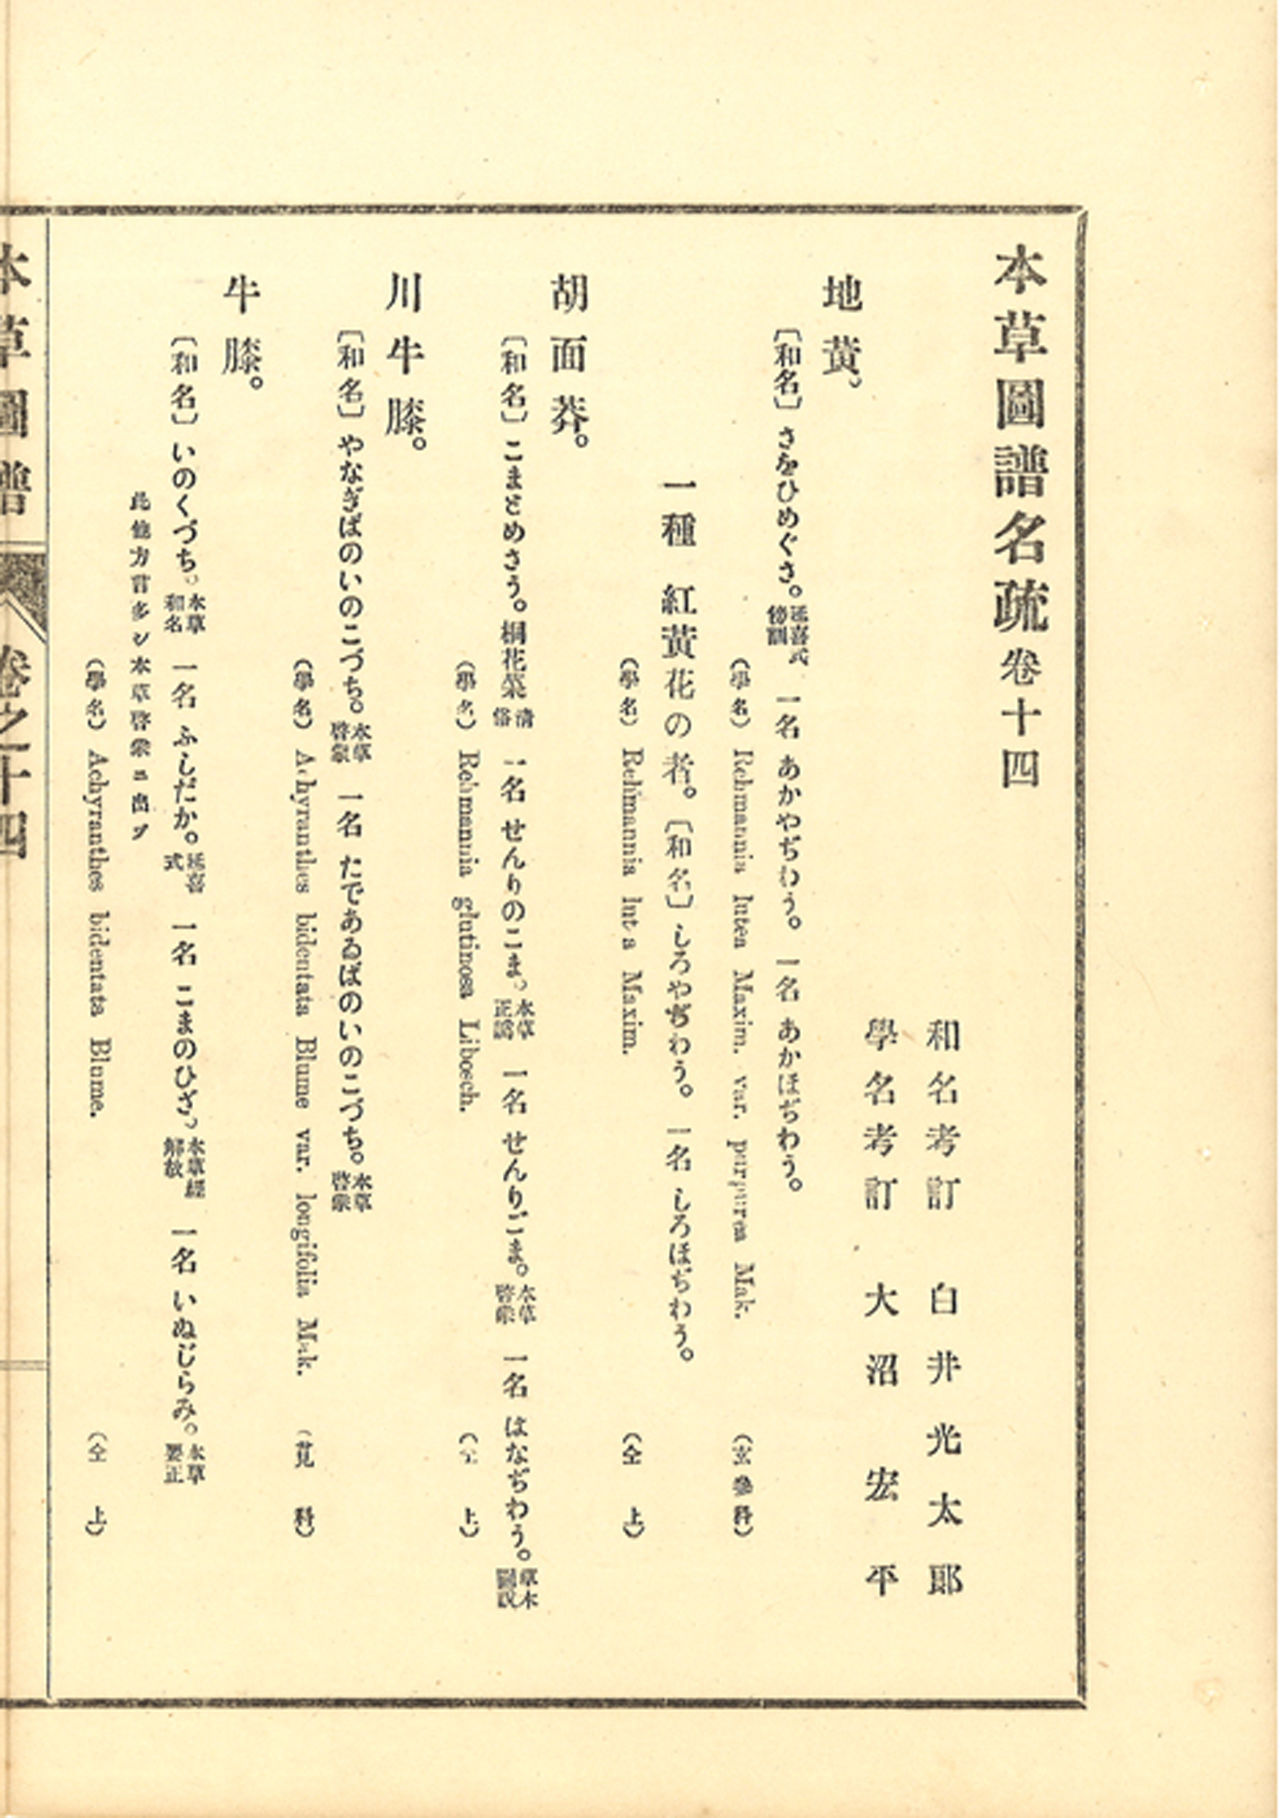 本草圖譜名疏卷十四
和名考訂 白井光太郎
學名考訂 大沼宏平
地黄。
〔和名〕さをひめぐさ。延喜式傍訓 一名 あかやぢわう。一名 あかほぢわう。
(學名) Rehmannia lutea Maxim. var. purpurea Mak. (玄參科)
一種 紅黄花の者。〔和名〕しろやぢわう。一名 しろほぢわう。
(學名) Rehmannia lutea Maxim. (仝上)
胡面莽。
〔和名〕こまとめさう。桐花菜 清俗 一名 せんりのこま。本草正譌 一名 せんりごま。本草啓蒙 一名 はなぢわう。草木圖説
(學名) Rehmannia glutinosa Libosch. (仝上)
川牛膝。
〔和名〕やなぎばのいのこづち。本草啓蒙 一名 たであゐばのいのこづち。本草啓蒙
(學名) Achyranthes bidentata Blume var. longifolia Mak. (莧科)
牛膝。
〔和名〕いのくづち。本草和名 一名 ふしだか。延喜式 一名 こまのひざ。本草經解故 一名 いぬじらみ。本草要正
此他方言多シ本草啓蒙ニ出ヅ
(學名) Achyranthes bidentata Blume. (仝上)
本草圖譜 卷之十四